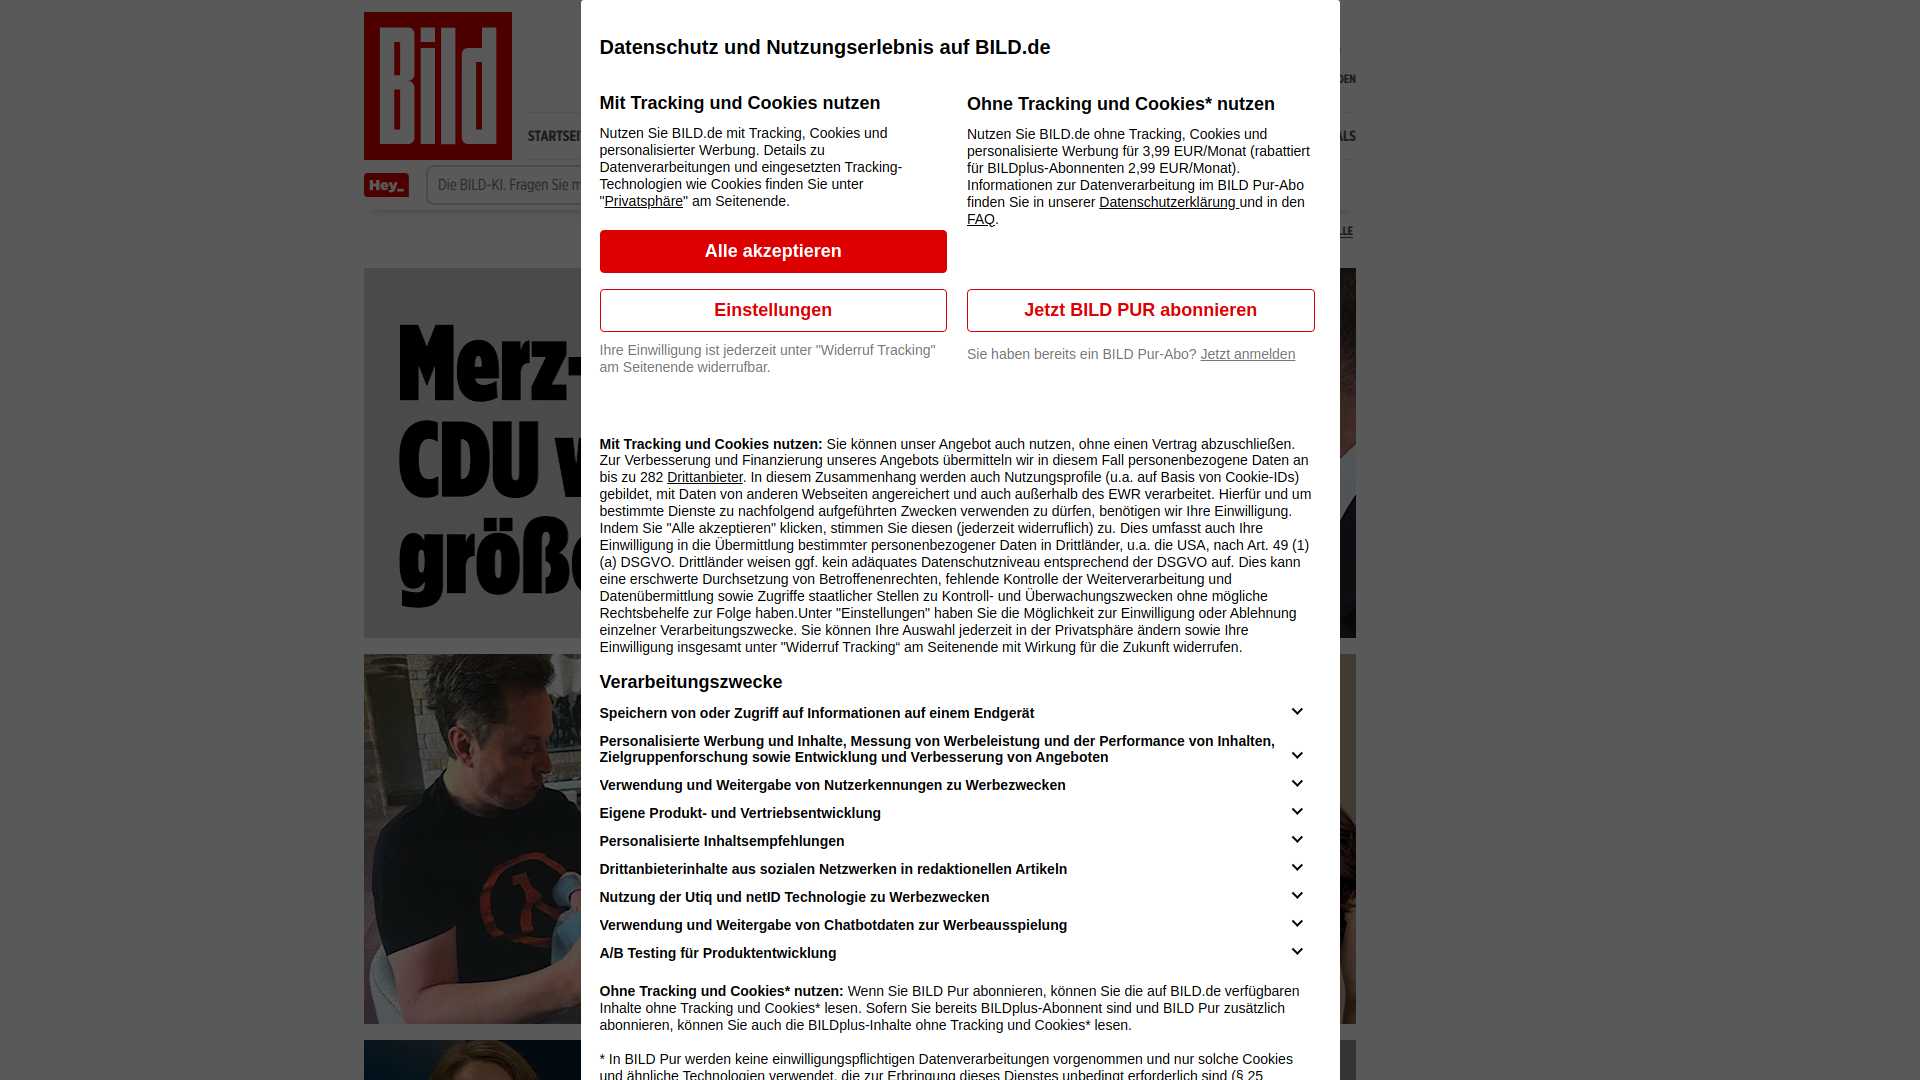 Bild
DEN
STARTSEI
ALS
Hey_
Die BILD-KI. Fragen Sie m
LLE
Merz-
CDU
größ
Datenschutz und Nutzungserlebnis auf BILD.de
Mit Tracking und Cookies nutzen
Nutzen Sie BILD.de mit Tracking, Cookies und
personalisierter Werbung. Details zu
Datenverarbeitungen und eingesetzten Tracking-
Technologien wie Cookies finden Sie unter
"Privatsphäre" am Seitenende.
Alle akzeptieren
Einstellungen
Ihre Einwilligung ist jederzeit unter "Widerruf Tracking"
am Seitenende widerrufbar.
Ohne Tracking und Cookies* nutzen
Nutzen Sie BILD.de ohne Tracking, Cookies und
personalisierte Werbung für 3,99 EUR/Monat (rabattiert
für BILDplus-Abonnenten 2,99 EUR/Monat).
Informationen zur Datenverarbeitung im BILD Pur-Abo
finden Sie in unserer Datenschutzerklärung und in den
FAQ.
Jetzt BILD PUR abonnieren
Sie haben bereits ein BILD Pur-Abo? Jetzt anmelden
Mit Tracking und Cookies nutzen: Sie können unser Angebot auch nutzen, ohne einen Vertrag abzuschließen.
Zur Verbesserung und Finanzierung unseres Angebots übermitteln wir in diesem Fall personenbezogene Daten an
bis zu 282 Drittanbieter. In diesem Zusammenhang werden auch Nutzungsprofile (u.a. auf Basis von Cookie-IDs)
gebildet, mit Daten von anderen Webseiten angereichert und auch außerhalb des EWR verarbeitet. Hierfür und um
bestimmte Dienste zu nachfolgend aufgeführten Zwecken verwenden zu dürfen, benötigen wir Ihre Einwilligung.
Indem Sie "Alle akzeptieren" klicken, stimmen Sie diesen (jederzeit widerruflich) zu. Dies umfasst auch Ihre
Einwilligung in die Übermittlung bestimmter personenbezogener Daten in Drittländer, u.a. die USA, nach Art. 49 (1)
(a) DSGVO. Drittländer weisen ggf. kein adäquates Datenschutzniveau entsprechend der DSGVO auf. Dies kann
eine erschwerte Durchsetzung von Betroffenenrechten, fehlende Kontrolle der Weiterverarbeitung und
Datenübermittlung sowie Zugriffe staatlicher Stellen zu Kontroll- und Überwachungszwecken ohne mögliche
Rechtsbehelfe zur Folge haben.Unter "Einstellungen" haben Sie die Möglichkeit zur Einwilligung oder Ablehnung
einzelner Verarbeitungszwecke. Sie können Ihre Auswahl jederzeit in der Privatsphäre ändern sowie Ihre
Einwilligung insgesamt unter "Widerruf Tracking“ am Seitenende mit Wirkung für die Zukunft widerrufen.
Verarbeitungszwecke
Speichern von oder Zugriff auf Informationen auf einem Endgerät
Personalisierte Werbung und Inhalte, Messung von Werbeleistung und der Performance von Inhalten,
Zielgruppenforschung sowie Entwicklung und Verbesserung von Angeboten
Verwendung und Weitergabe von Nutzerkennungen zu Werbezwecken
Eigene Produkt- und Vertriebsentwicklung
Personalisierte Inhaltsempfehlungen
Drittanbieterinhalte aus sozialen Netzwerken in redaktionellen Artikeln
Nutzung der Utiq und netID Technologie zu Werbezwecken
Verwendung und Weitergabe von Chatbotdaten zur Werbeausspielung
A/B Testing für Produktentwicklung
Ohne Tracking und Cookies* nutzen: Wenn Sie BILD Pur abonnieren, können Sie die auf BILD.de verfügbaren
Inhalte ohne Tracking und Cookies* lesen. Sofern Sie bereits BILDplus-Abonnent sind und BILD Pur zusätzlich
abonnieren, können Sie auch die BILDplus-Inhalte ohne Tracking und Cookies* lesen.
* In BILD Pur werden keine einwilligungspflichtigen Datenverarbeitungen vorgenommen und nur solche Cookies
und ähnliche Technologien verwendet, die zur Erbringung dieses Dienstes unbedingt erforderlich sind (§ 25